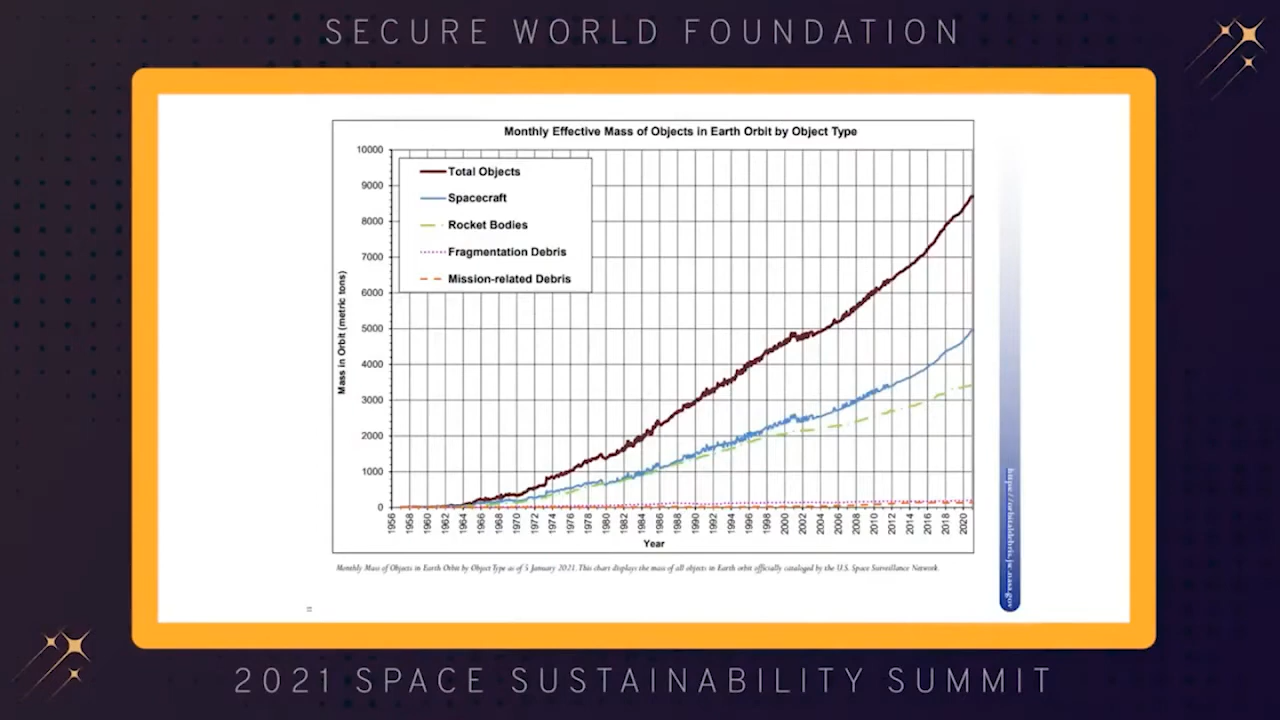 SECURE WORLD FOUNDATION
Monthly Effective Mass of Objects in Earth Orbit by Object Type
Mass in Orbit (metric tons)
10000
9000
8000
7000
6000
5000
4000
3000
2000
1000
0
Total Objects
Spacecraft
Rocket Bodies
Fragmentation Debris
Mission-related Debris
1956 1958 1960 1962 1964 1966 1968 1970 1972 1974 1976 1978 1980 1982 1984 1986 1988 1990 1992 1994 1996 1998 2000 2002 2004 2006 2008 2010 2012 2014 2016 2018 2020
Year
Monthly Mass of Objects in Earth Orbit by Object Type as of 5 January 2021. This chart displays the mass of all objects in Earth orbit officially cataloged by the U.S. Space Surveillance Network.
https://orbitaldebris.jsc.nasa.gov
2021 SPACE SUSTAINABILITY SUMMIT